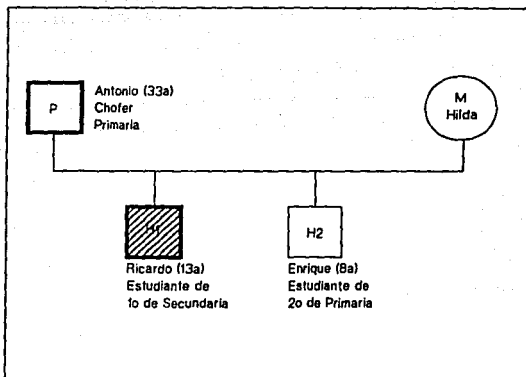 P
Antonio (33a)
Chofer
Primaria
M
Hilda
H1
Ricardo (13a)
Estudiante de
1o de Secundaria
H2
Enrique (8a)
Estudiante de
2o de Primaria